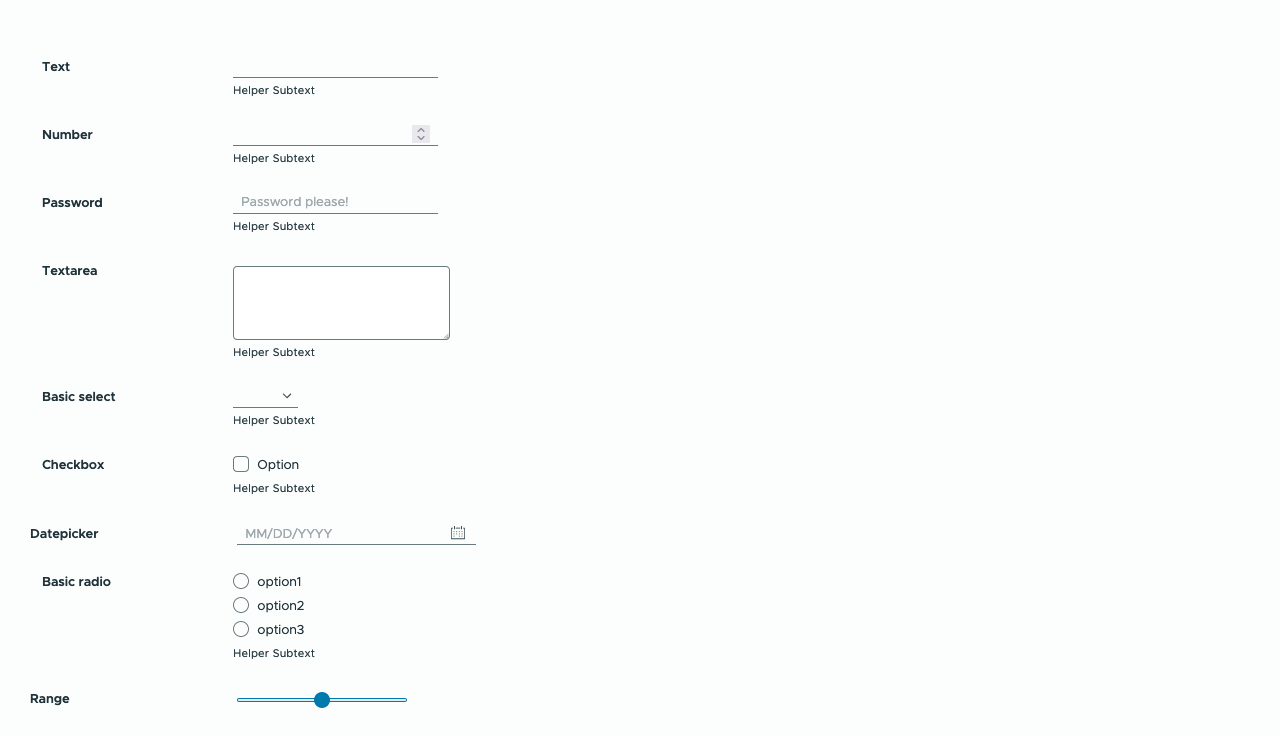 Text
Helper Subtext
Number
Helper Subtext
Password Password please!
Helper Subtext
Textarea
Helper Subtext
Basic select
Helper Subtext
Checkbox Option
Helper Subtext
Datepicker MM/DD/YYYY
Basic radio option1
option2
option3
Helper Subtext
Range